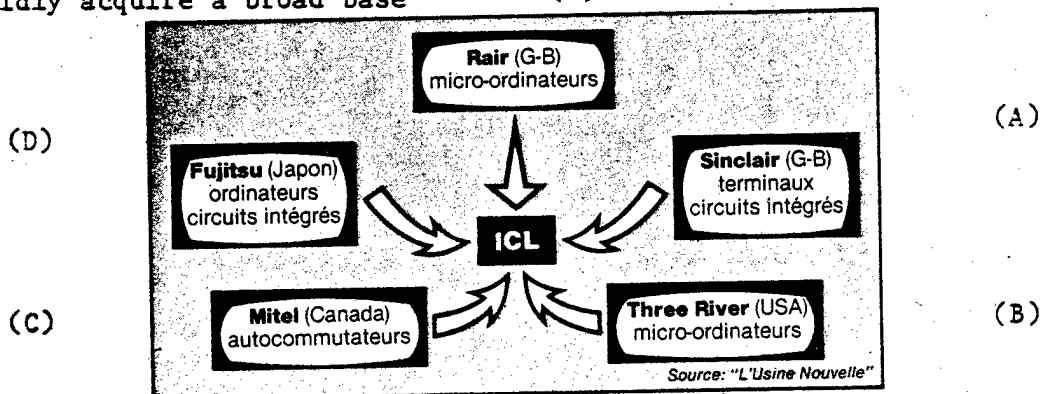 idly acquire a broad base
Rair (G-B)
micro-ordinateurs
(A)
(D)
Fujitsu (Japon)
ordinateurs
circuits intégrés
Sinclair (G-B)
terminaux
circuits intégrés
ICL
(C)
Mitel (Canada)
autocommutateurs
Three River (USA)
micro-ordinateurs
(B)
Source: "L'Usine Nouvelle"